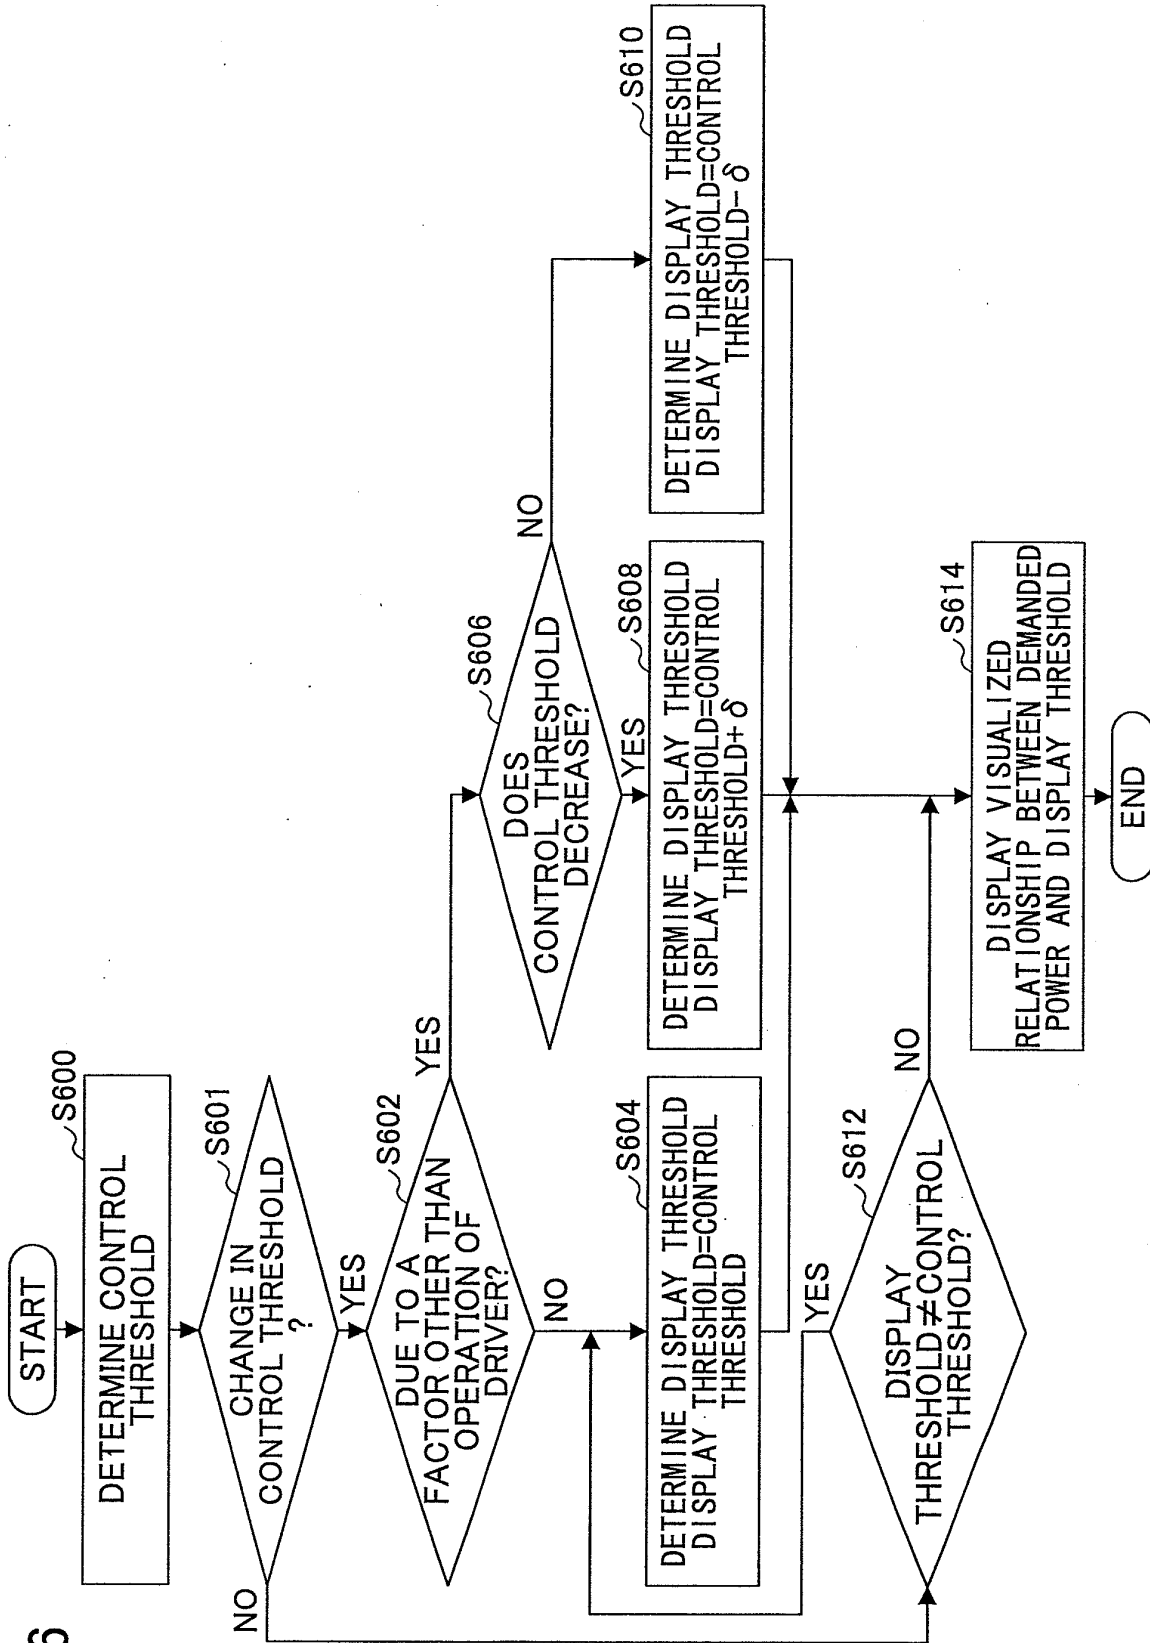 6
START
DETERMINE CONTROL
THRESHOLD
S600
CHANGE IN
CONTROL THRESHOLD
?
S601
NO
YES
DUE TO A
FACTOR OTHER THAN
OPERATION OF
DRIVER?
S602
YES
NO
DOES
CONTROL THRESHOLD
DECREASE?
S606
NO
YES
DETERMINE DISPLAY THRESHOLD
DISPLAY THRESHOLD=CONTROL
THRESHOLD
S604
DETERMINE DISPLAY THRESHOLD
DISPLAY THRESHOLD=CONTROL
THRESHOLD+δ
S608
DETERMINE DISPLAY THRESHOLD
DISPLAY THRESHOLD=CONTROL
THRESHOLD-δ
S610
YES
DISPLAY
THRESHOLD≠CONTROL
THRESHOLD?
S612
NO
DISPLAY VISUALIZED
RELATIONSHIP BETWEEN DEMANDED
POWER AND DISPLAY THRESHOLD
S614
END